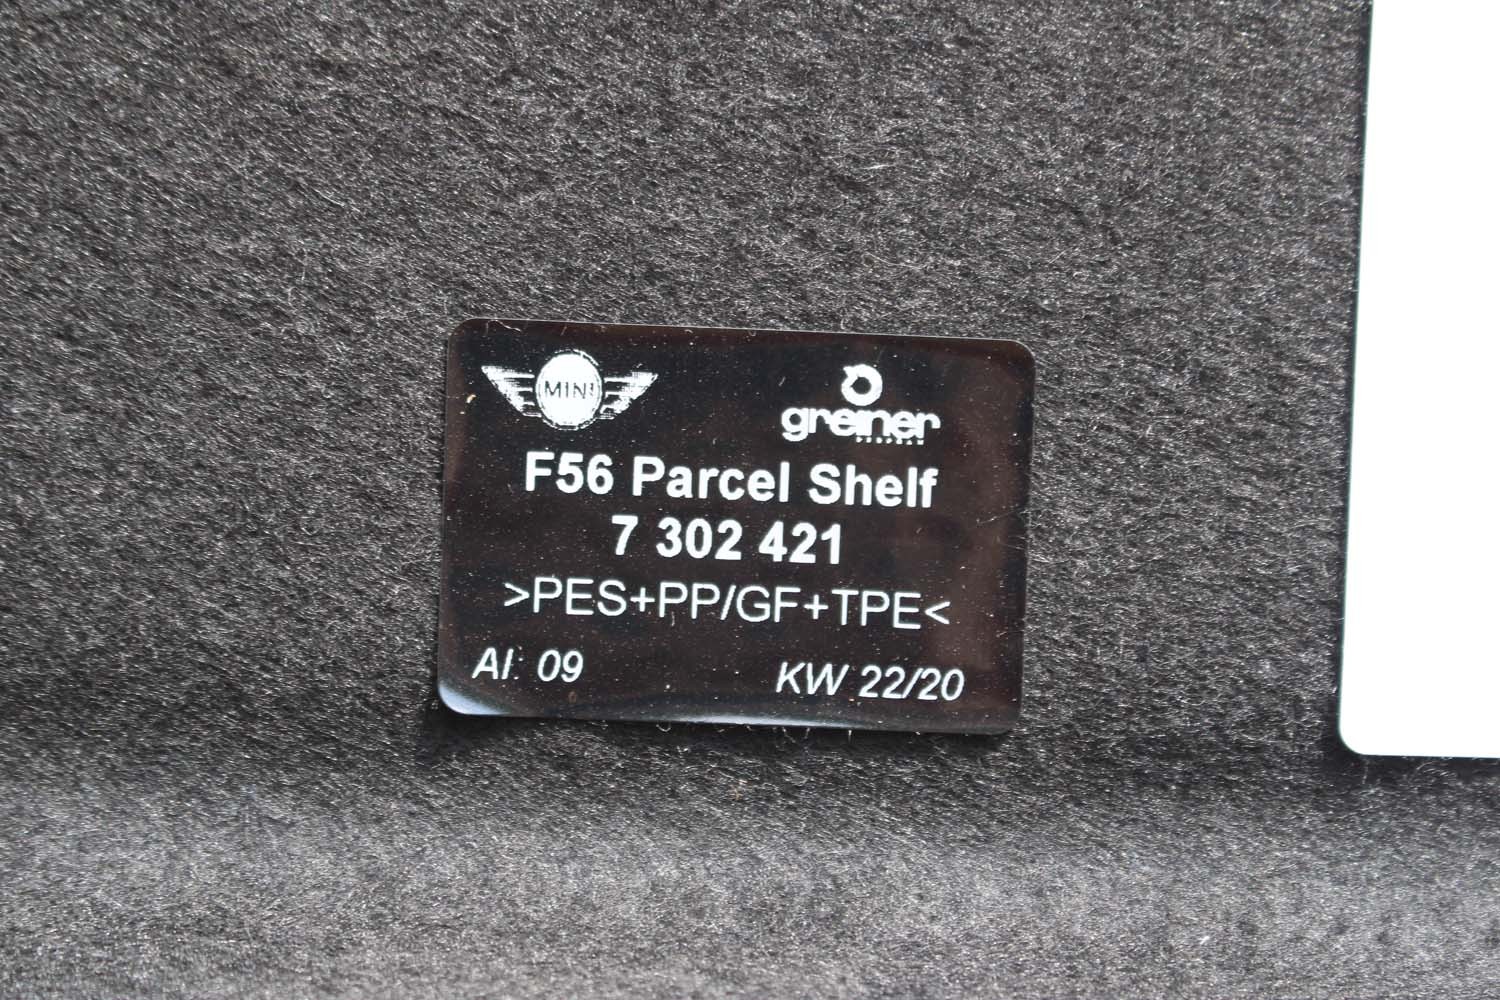 MINI
greiner
F56 Parcel Shelf
7 302 421
>PES+PP/GF+TPE<
AI: 09
KW 22/20